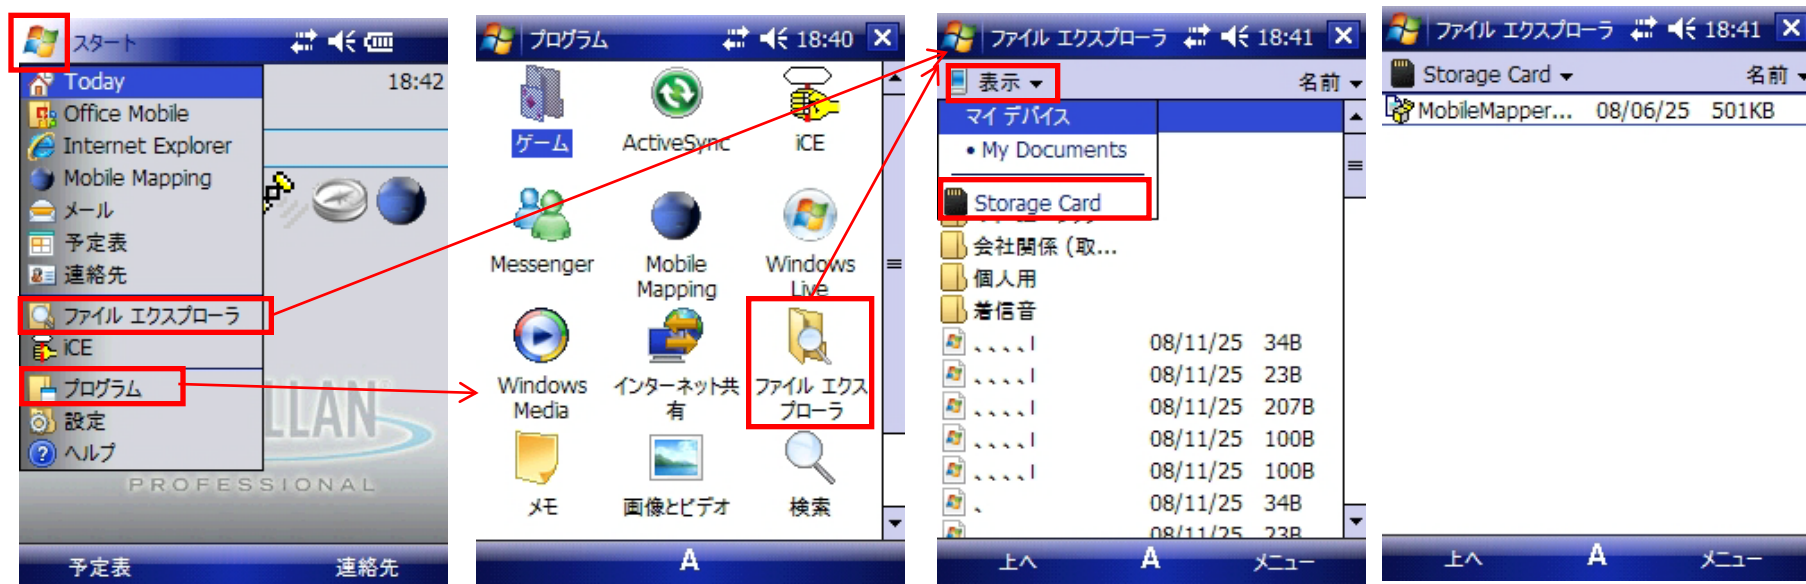 スタート
Today
18:42
Office Mobile
Internet Explorer
Mobile Mapping
メール
予定表
連絡先
ファイル エクスプローラ
iCE
プログラム
設定
ヘルプ
LLAN
PROFESSIONAL
予定表
連絡先
プログラム
18:40
ゲーム
ActiveSync
iCE
Messenger
Mobile Mapping
Windows Live
Windows Media
インターネット共有
ファイル エクスプローラ
メモ
画像とビデオ
検索
A
ファイル エクスプローラ 18:41
表示
名前
マイ デバイス
• My Documents
Storage Card
会社関係 (取...
個人用
着信音
、、、、l 08/11/25 34B
、、、、l 08/11/25 23B
、、、、l 08/11/25 207B
、、、、l 08/11/25 100B
、、、、l 08/11/25 100B
、 08/11/25 34B
08/11/25 23B
上へ A メニュー
ファイル エクスプローラ 18:41
Storage Card 名前
MobileMapper... 08/06/25 501KB
上へ A メニュー